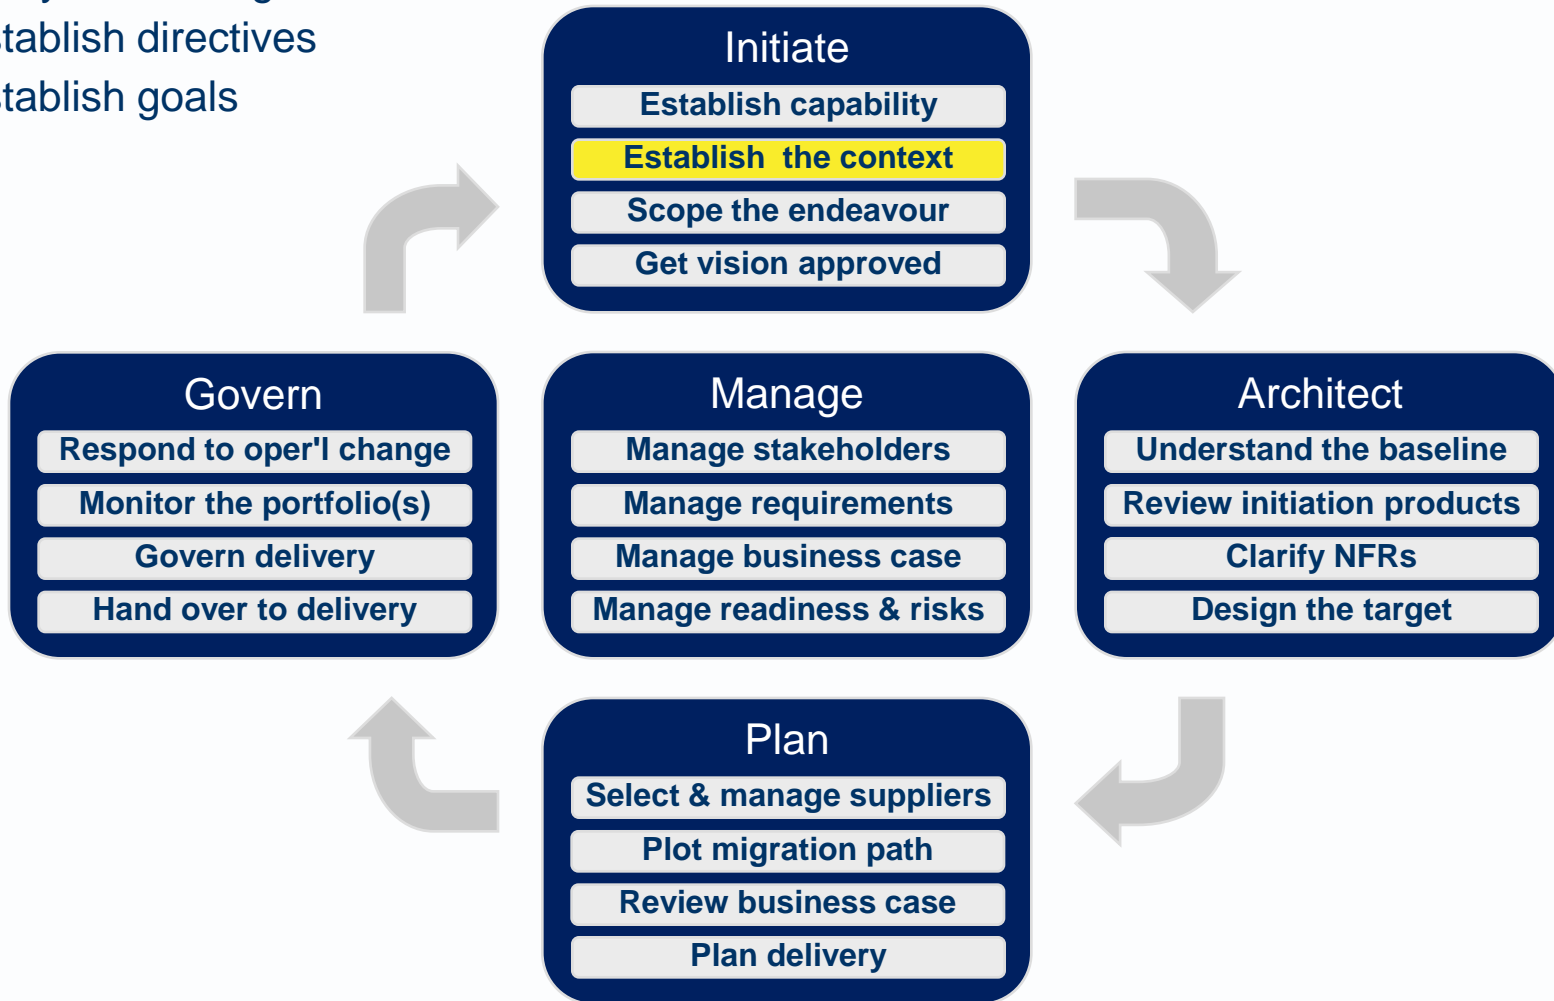 stablish directives
stablish goals
Initiate
Establish capability
Establish the context
Scope the endeavour
Get vision approved
Govern
Respond to oper'l change
Monitor the portfolio(s)
Govern delivery
Hand over to delivery
Manage
Manage stakeholders
Manage requirements
Manage business case
Manage readiness & risks
Architect
Understand the baseline
Review initiation products
Clarify NFRs
Design the target
Plan
Select & manage suppliers
Plot migration path
Review business case
Plan delivery